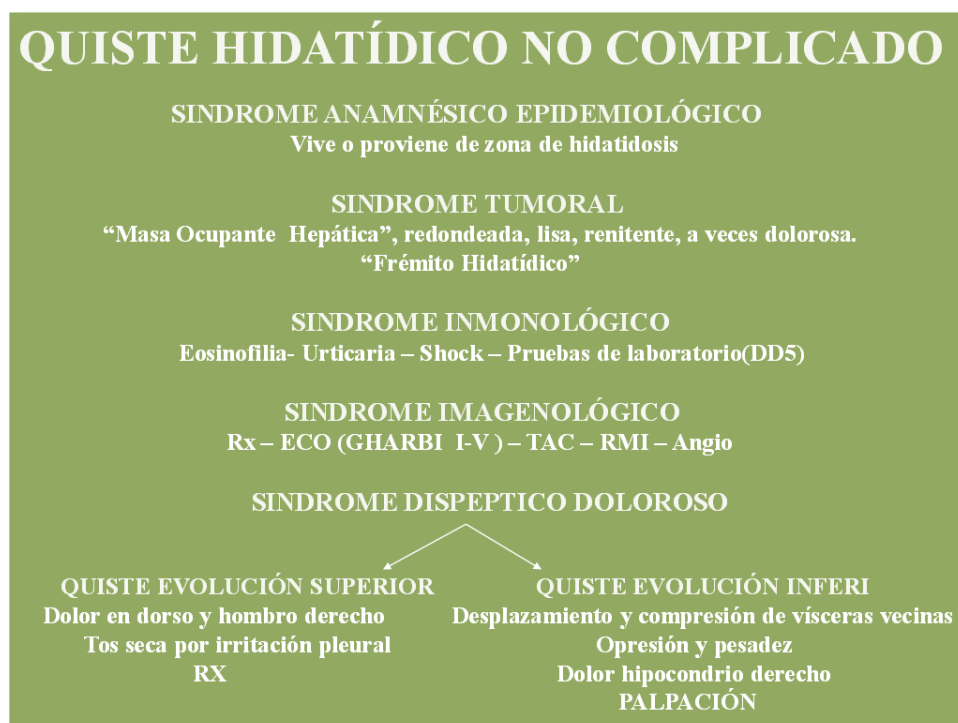 QUISTE HIDATÍDICO NO COMPLICADO
SINDROME ANAMNÉSICO EPIDEMIOLÓGICO
Vive o proviene de zona de hidatidosis
SINDROME TUMORAL
“Masa Ocupante Hepática”, redondeada, lisa, renitente, a veces dolorosa.
“Frémito Hidatídico”
SINDROME INMONOLÓGICO
Eosinofilia- Urticaria – Shock – Pruebas de laboratorio(DD5)
SINDROME IMAGENOLÓGICO
Rx – ECO (GHARBI I-V ) – TAC – RMI – Angio
SINDROME DISPEPTICO DOLOROSO
QUISTE EVOLUCIÓN SUPERIOR
Dolor en dorso y hombro derecho
Tos seca por irritación pleural
RX
QUISTE EVOLUCIÓN INFERI
Desplazamiento y compresión de vísceras vecinas
Opresión y pesadez
Dolor hipocondrio derecho
PALPACIÓN